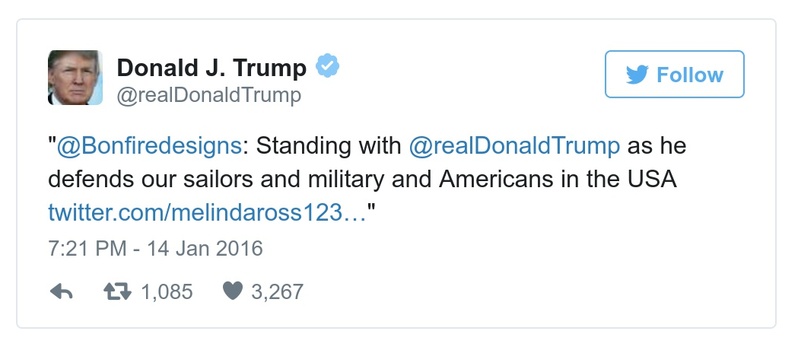 Donald J. Trump
@realDonaldTrump
Follow
"@Bonfiredesigns: Standing with @realDonaldTrump as he
defends our sailors and military and Americans in the USA
twitter.com/melindaross123…"
7:21 PM - 14 Jan 2016
1,085 3,267